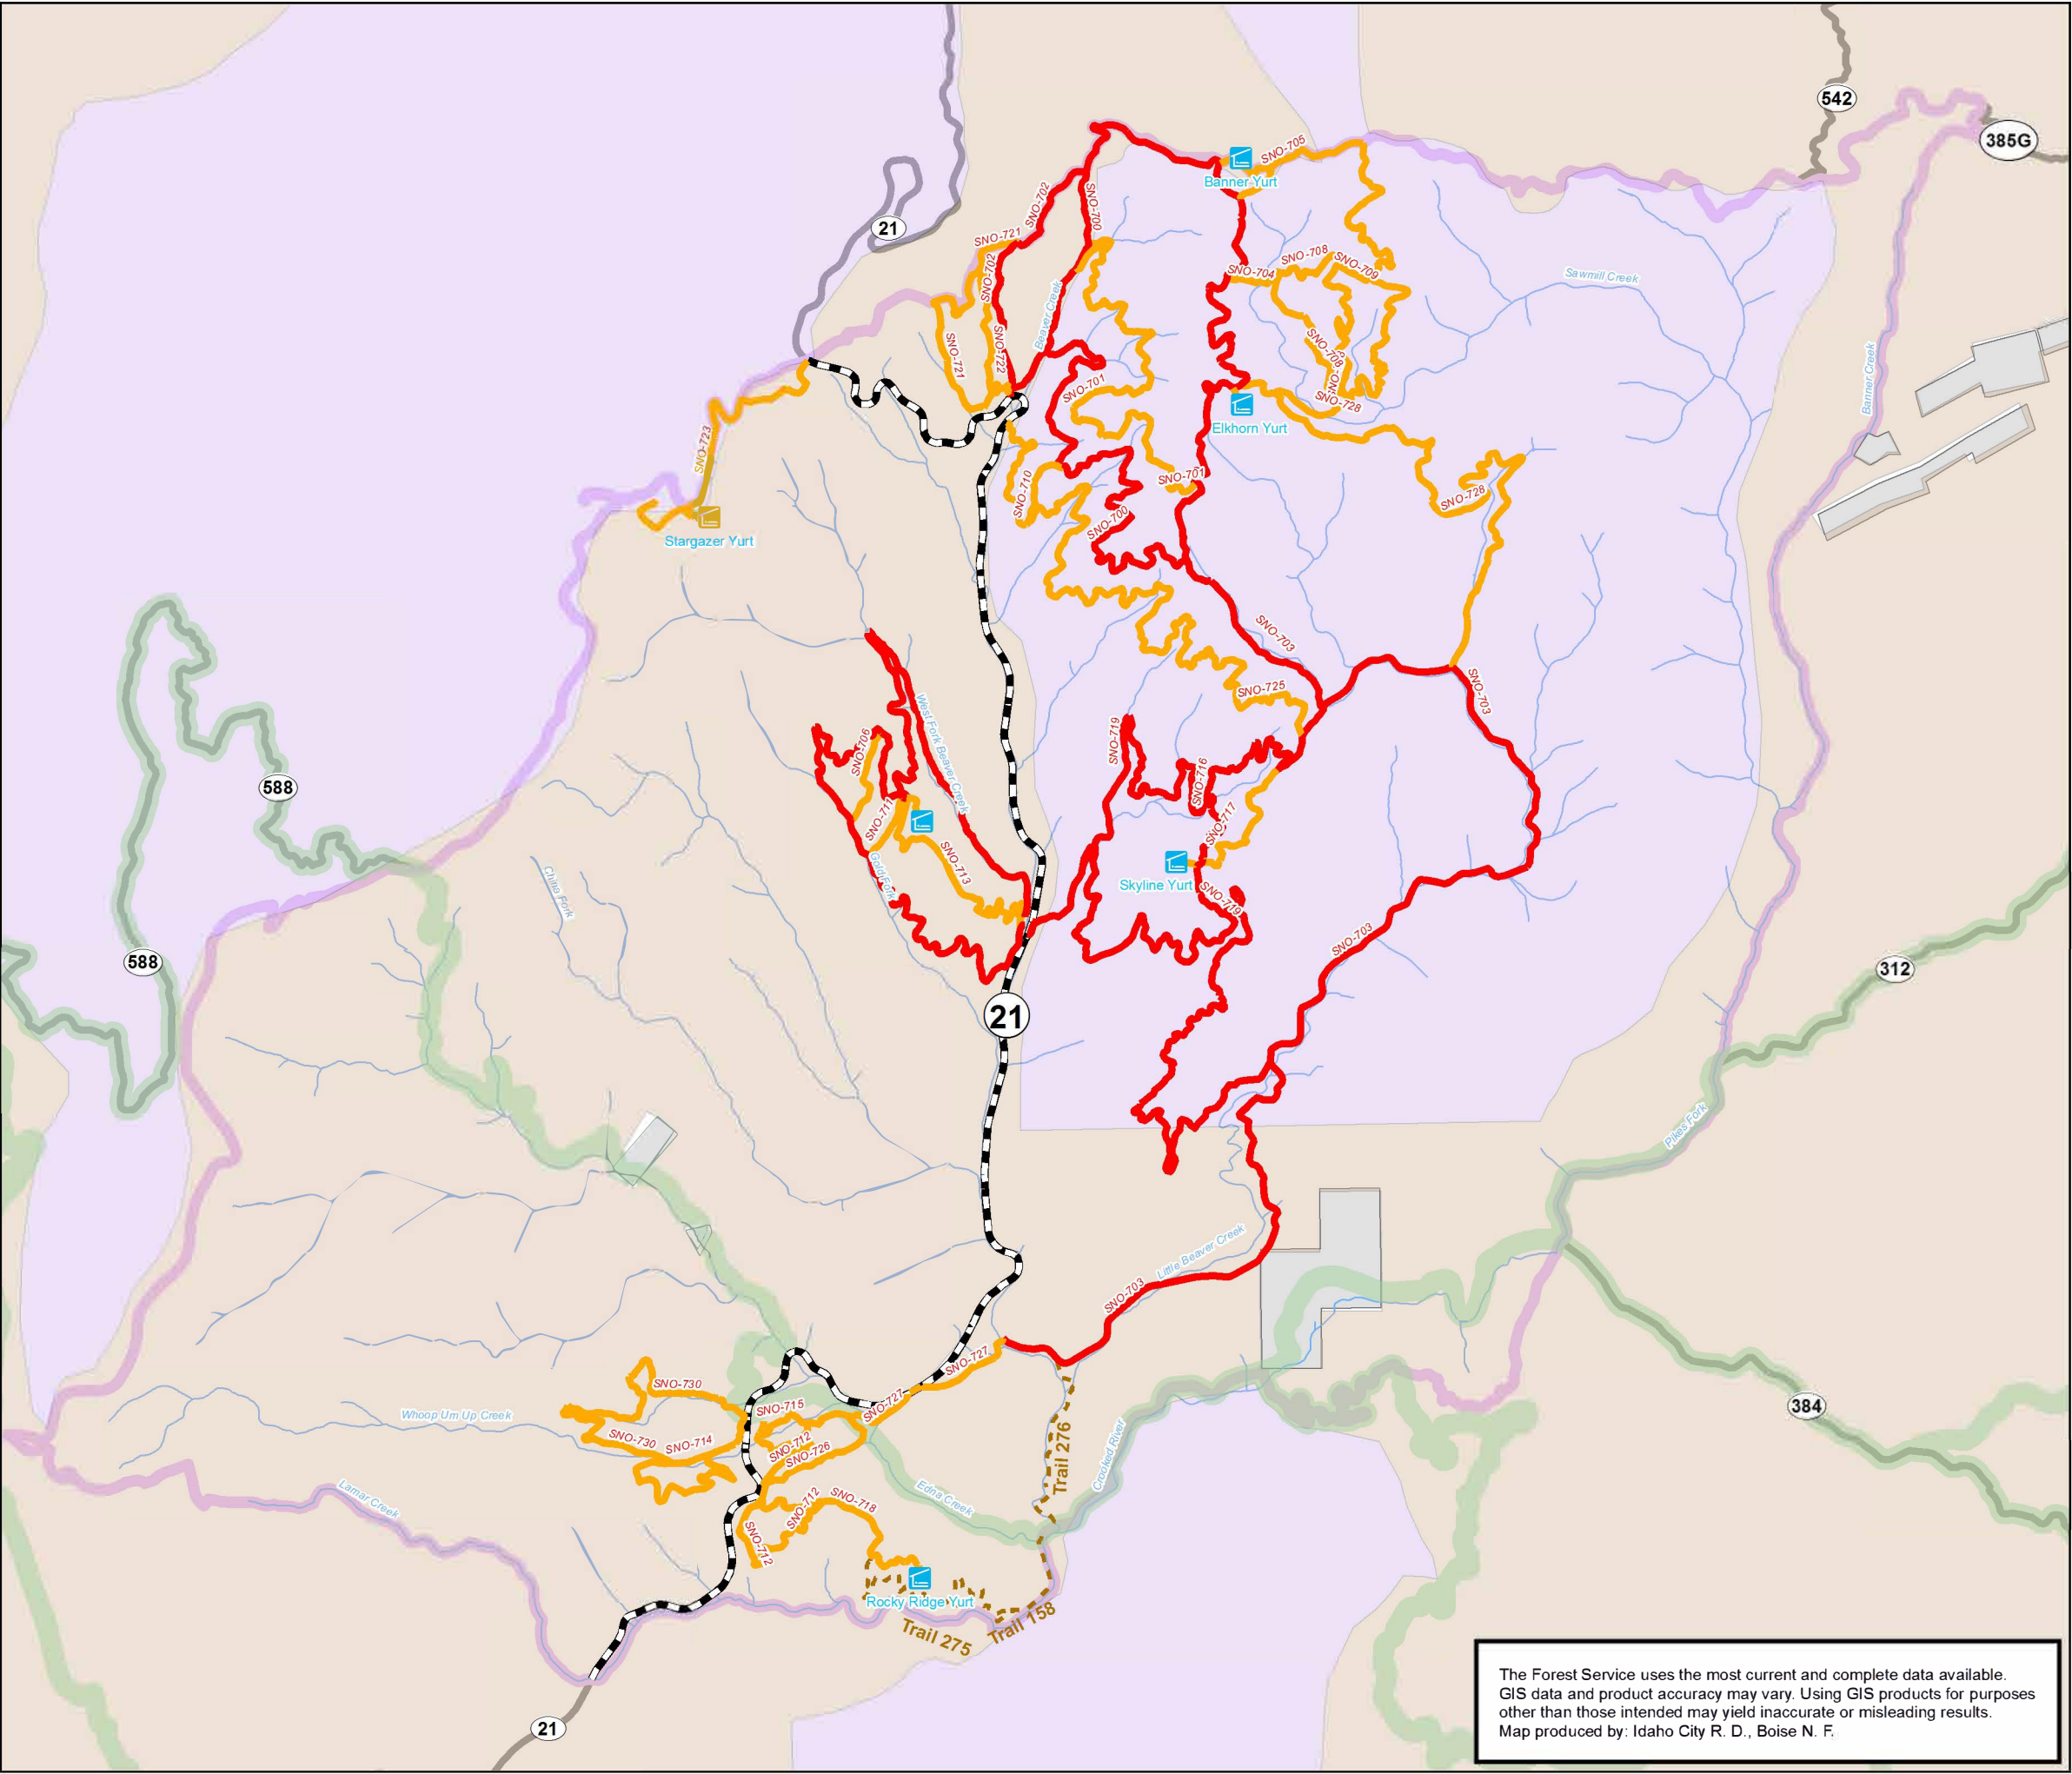 542
385G
SNO-705
Banner Yurt
SNO-702
SNO-700
21
SNO-721
SNO-708
SNO-709
SNO-704
SNO-702
Sawmill Creek
Beaver Creek
SNO-721
SNO-722
SNO-708
SNO-701
SNO-728
Banner Creek
Elkhorn Yurt
SNO-723
SNO-701
SNO-710
SNO-728
SNO-700
Stargazer Yurt
SNO-703
SNO-725
SNO-703
West Fork Beaver Creek
SNO-719
SNO-706
SNO-716
588
SNO-711
SNO-717
SNO-713
Gold Fork
Skyline Yurt
SNO-719
China Fork
SNO-703
588
312
21
Pikes Fork
Little Beaver Creek
SNO-703
SNO-727
SNO-730
SNO-715
SNO-727
384
Whoop Um Up Creek
SNO-730
SNO-714
SNO-712
SNO-726
Trail 276
Crooked River
Lamar Creek
SNO-712
SNO-718
Edna Creek
SNO-712
Rocky Ridge Yurt
Trail 275
Trail 158
21
The Forest Service uses the most current and complete data available.
GIS data and product accuracy may vary. Using GIS products for purposes
other than those intended may yield inaccurate or misleading results.
Map produced by: Idaho City R. D., Boise N. F.